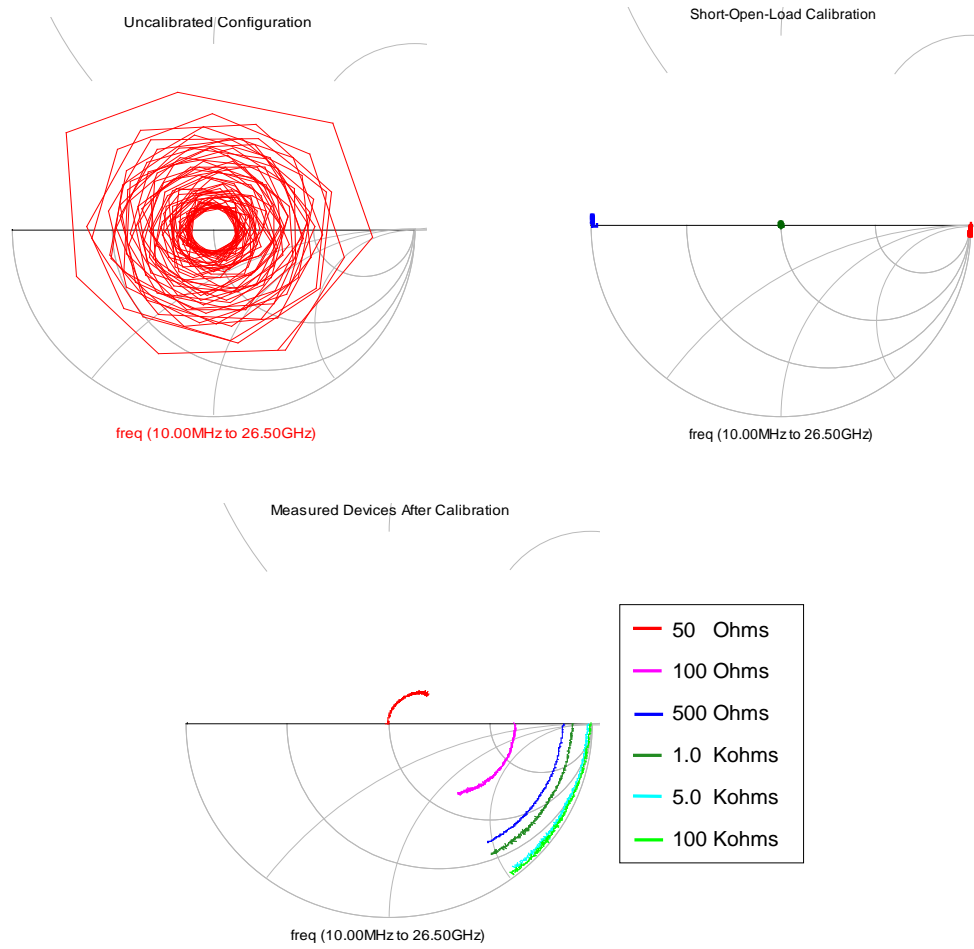 Uncalibrated Configuration
Short-Open-Load Calibration
freq (10.00MHz to 26.50GHz)
freq (10.00MHz to 26.50GHz)
Measured Devices After Calibration
50 Ohms
100 Ohms
500 Ohms
1.0 Kohms
5.0 Kohms
100 Kohms
freq (10.00MHz to 26.50GHz)